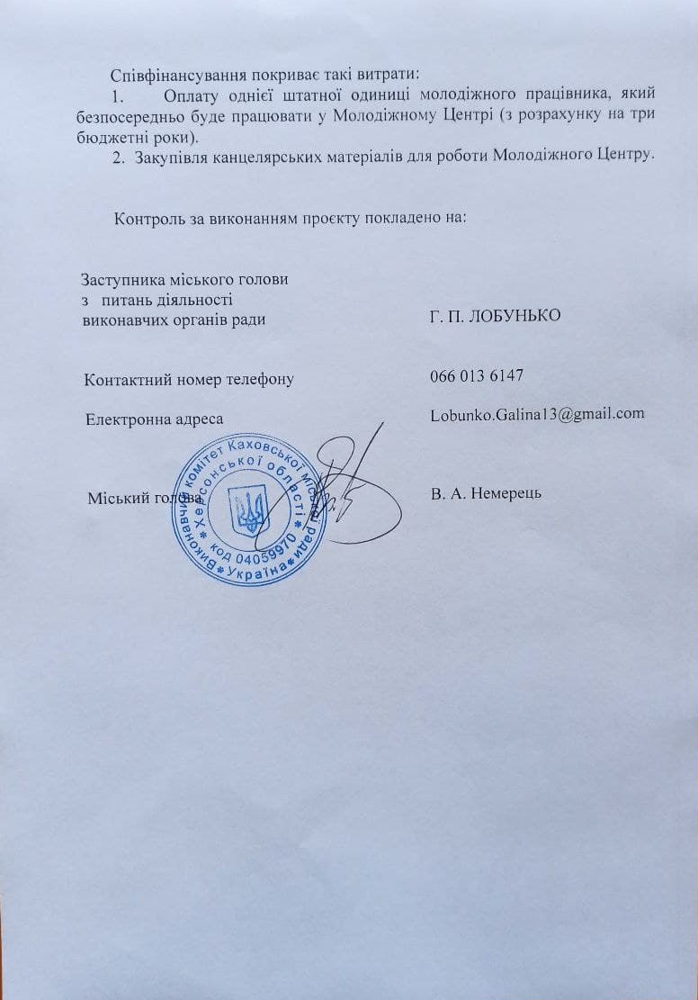 Співфінансування покриває такі витрати:
1. Оплату однієї штатної одиниці молодіжного працівника, який
безпосередньо буде працювати у Молодіжному Центрі (з розрахунку на три
бюджетні роки).
2. Закупівля канцелярських матеріалів для роботи Молодіжного Центру.
Контроль за виконанням проєкту покладено на:
Заступника міського голови
з питань діяльності
виконавчих органів ради Г. П. ЛОБУНЬКО
Контактний номер телефону 066 013 6147
Електронна адреса Lobunko.Galina13@gmail.com
Міський голова В. А. Немерець
Виконавчий комітет Каховської міської ради
* Україна *
* Херсонської області *
код 04059970